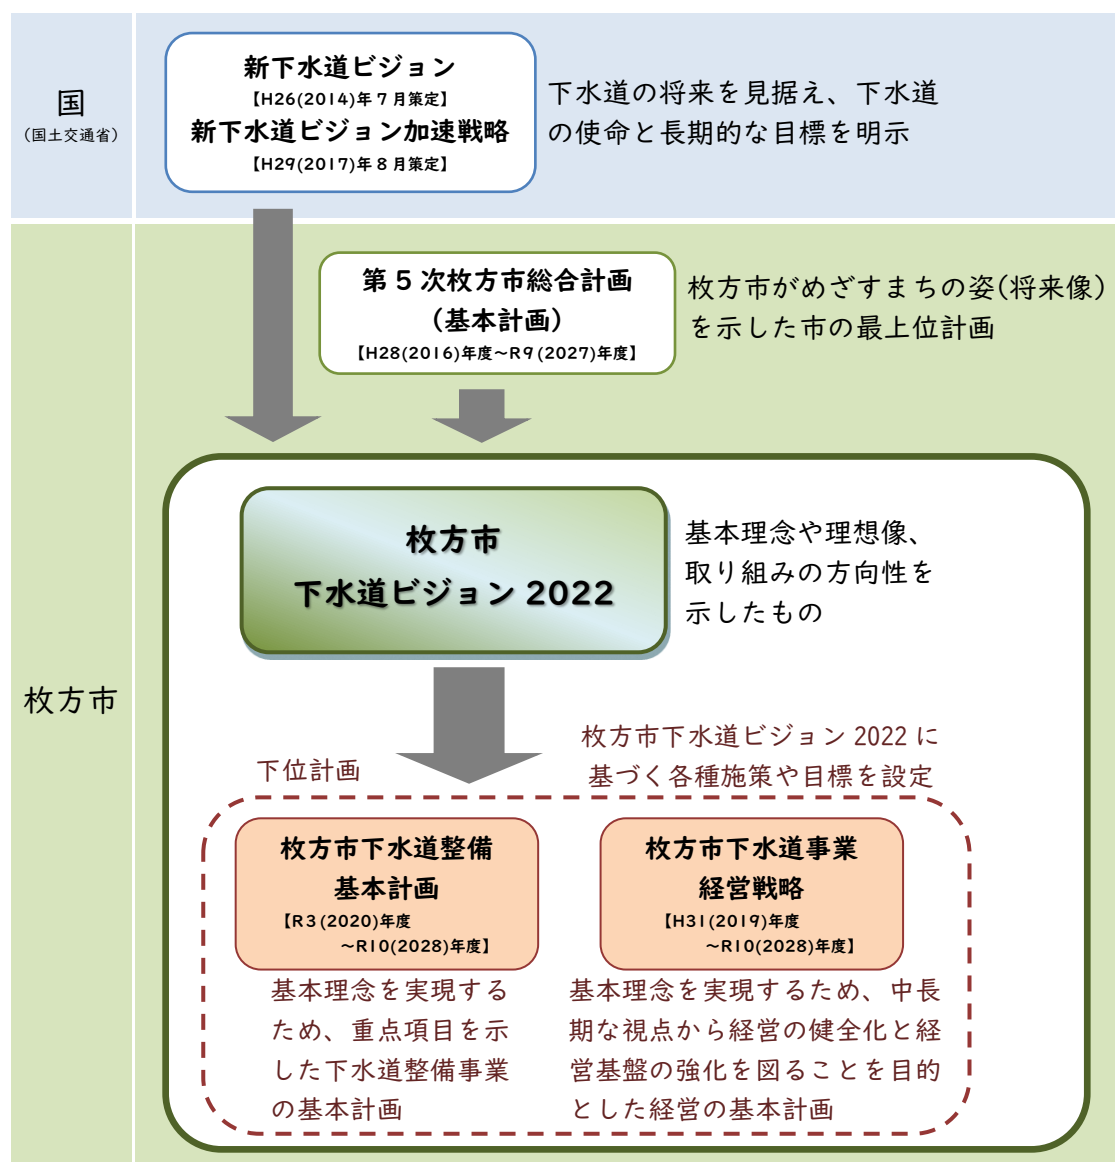 国
（国土交通省）
新下水道ビジョン
【H26(2014)年７月策定】
新下水道ビジョン加速戦略
【H29(2017)年８月策定】
下水道の将来を見据え、下水道
の使命と長期的な目標を明示
枚方市
第５次枚方市総合計画
（基本計画）
【H28(2016)年度～R９(2027)年度】
枚方市がめざすまちの姿(将来像)
を示した市の最上位計画
枚方市
下水道ビジョン 2022
基本理念や理想像、
取り組みの方向性を
示したもの
下位計画
枚方市下水道ビジョン 2022 に
基づく各種施策や目標を設定
枚方市下水道整備
基本計画
【R３(2020)年度
～R10(2028)年度】
基本理念を実現する
ため、重点項目を示
した下水道整備事業
の基本計画
枚方市下水道事業
経営戦略
【H31(2019)年度
～R10(2028)年度】
基本理念を実現するため、中長
期な視点から経営の健全化と経
営基盤の強化を図ることを目的
とした経営の基本計画